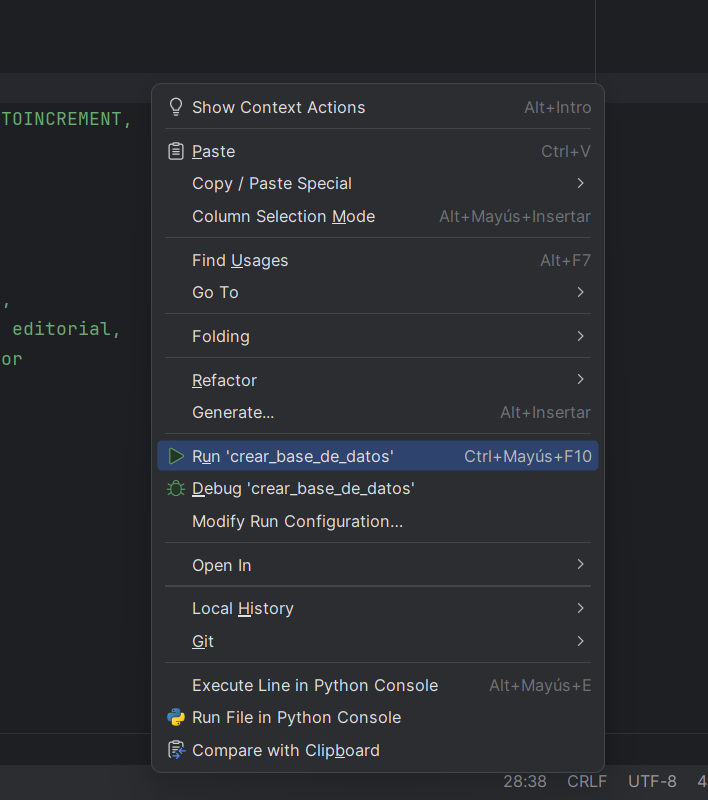 TOINCREMENT,
,
editorial,
or
Show Context Actions Alt+Intro
Paste Ctrl+V
Copy / Paste Special
Column Selection Mode Alt+Mayús+Insertar
Find Usages Alt+F7
Go To
Folding
Refactor
Generate... Alt+Insertar
Run 'crear_base_de_datos' Ctrl+Mayús+F10
Debug 'crear_base_de_datos'
Modify Run Configuration...
Open In
Local History
Git
Execute Line in Python Console Alt+Mayús+E
Run File in Python Console
Compare with Clipboard
28:38 CRLF UTF-8 4